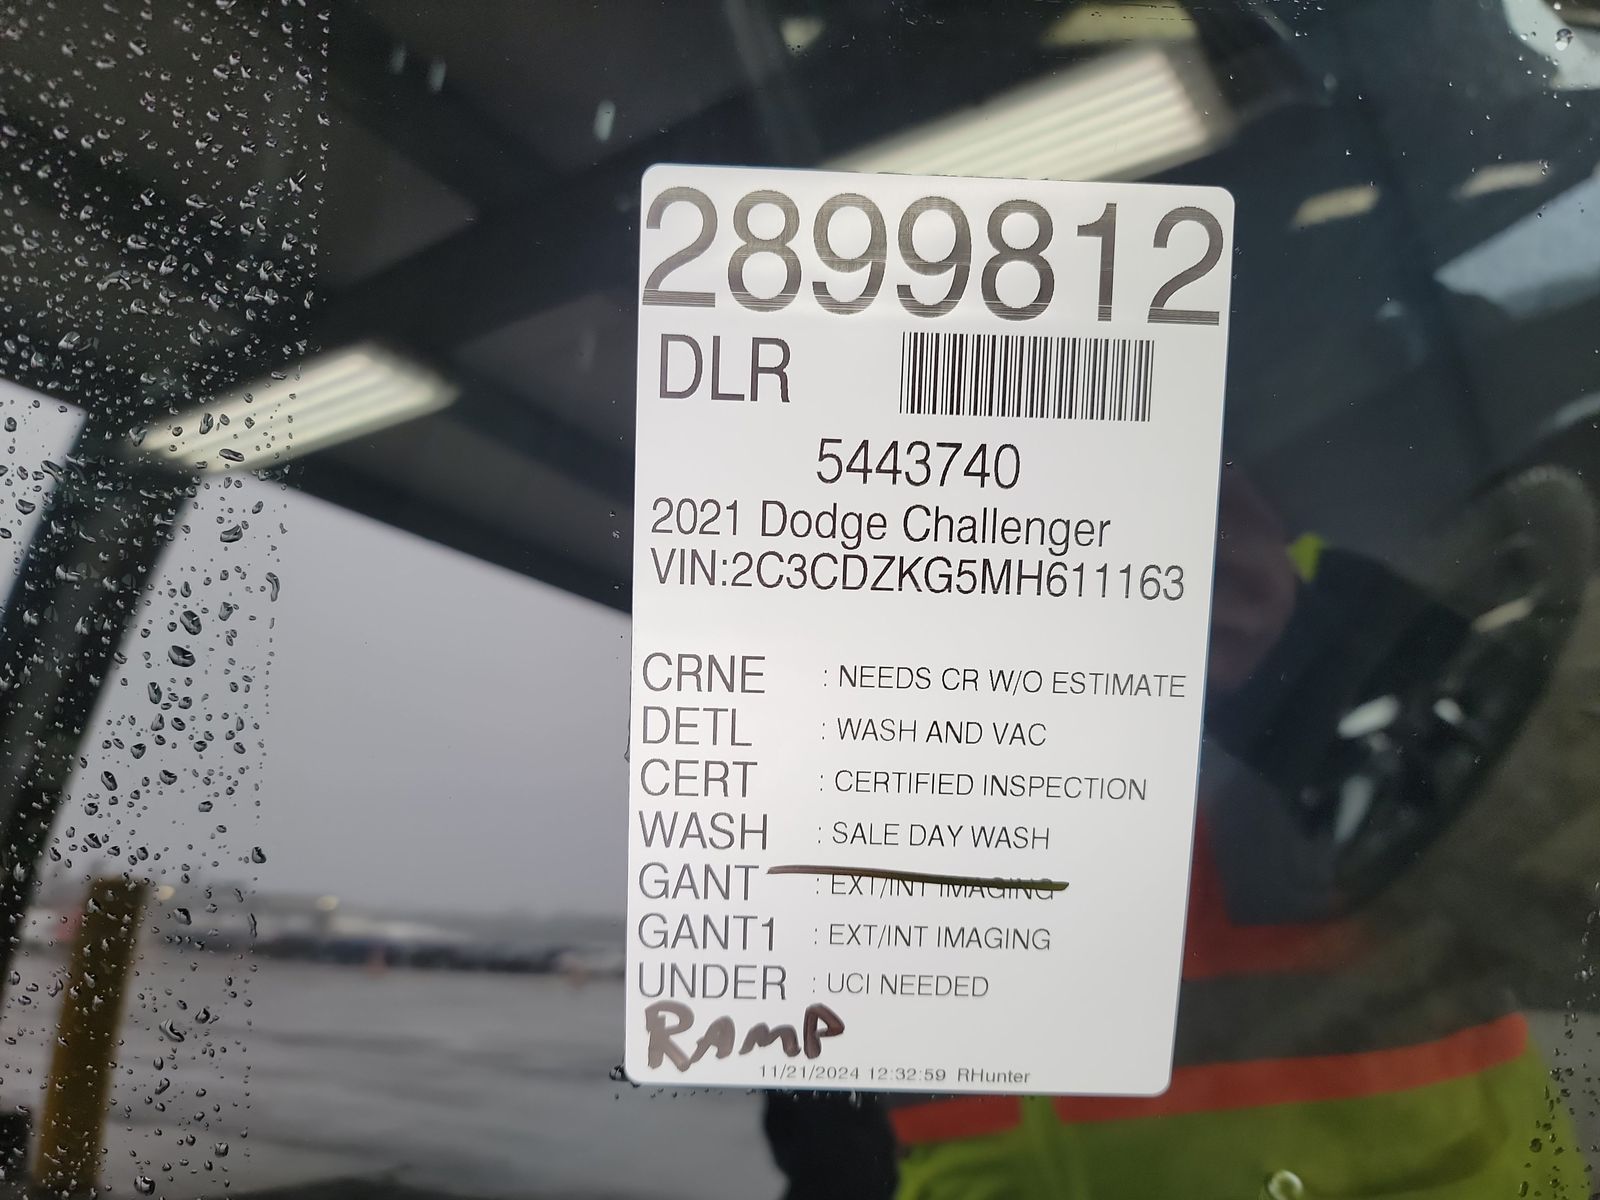 2899812
DLR
5443740
2021 Dodge Challenger
VIN:2C3CDZKG5MH611163
CRNE : NEEDS CR W/O ESTIMATE
DETL : WASH AND VAC
CERT : CERTIFIED INSPECTION
WASH : SALE DAY WASH
GANT : EXT/INT IMAGING
GANT1 : EXT/INT IMAGING
UNDER : UCI NEEDED
RAMP
11/21/2024 12:32:59 RHunter